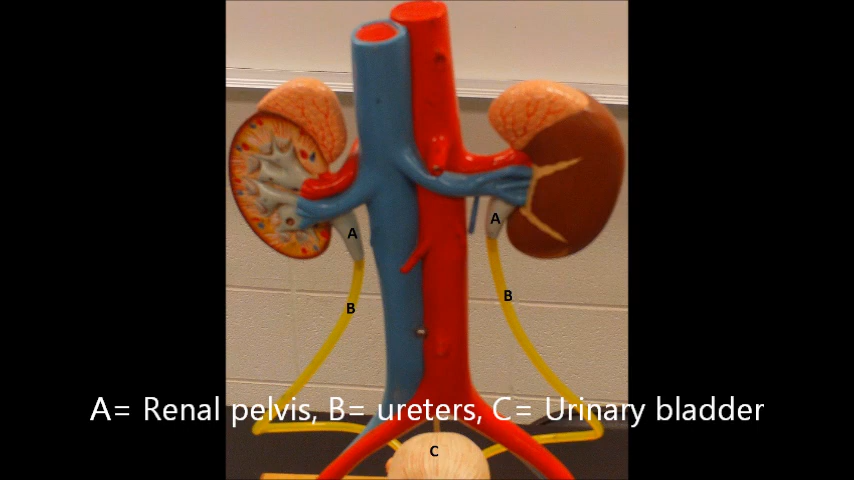 A
A
B
B
A= Renal pelvis, B= ureters, C= Urinary bladder
C